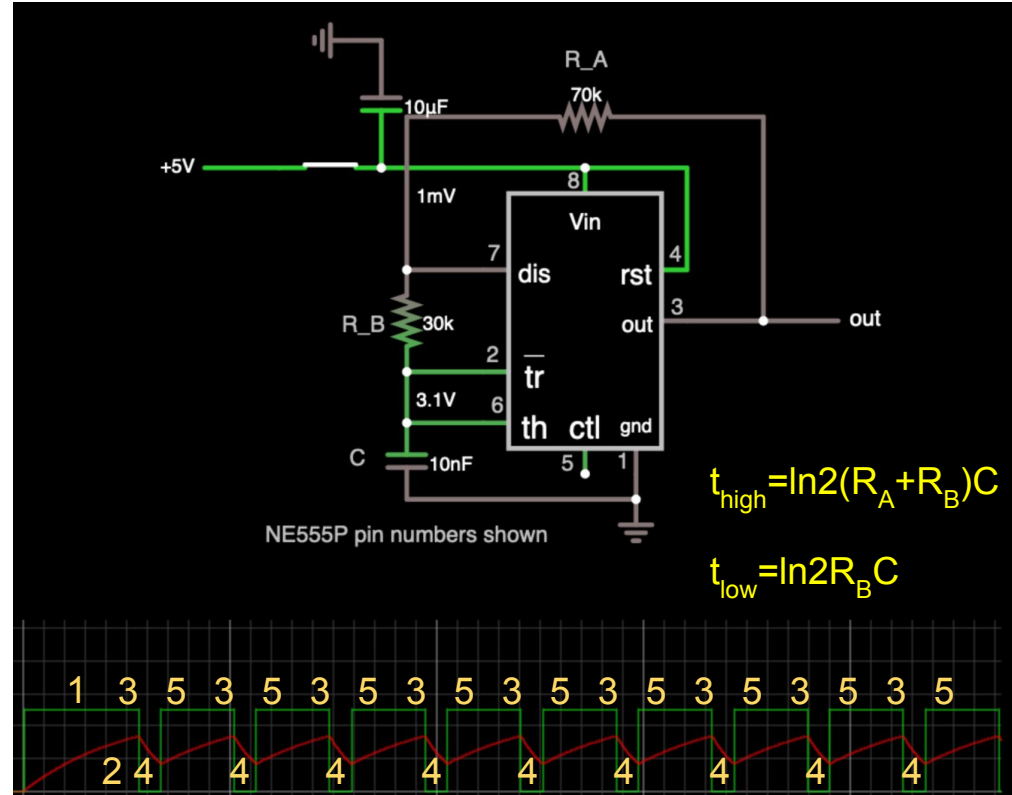 R_A
70k
10µF
+5V
1mV
8
Vin
7
4
dis
rst
3
R_B
30k
out
out
2
tr
3.1V
6
th
ctl
gnd
C
10nF
5
1
t_high=ln2(R_A+R_B)C
NE555P pin numbers shown
t_low=ln2R_BC
1 3 5 3 5 3 5 3 5 3 5 3 5 3 5 3 5 3 5
2 4 4 4 4 4 4 4 4 4